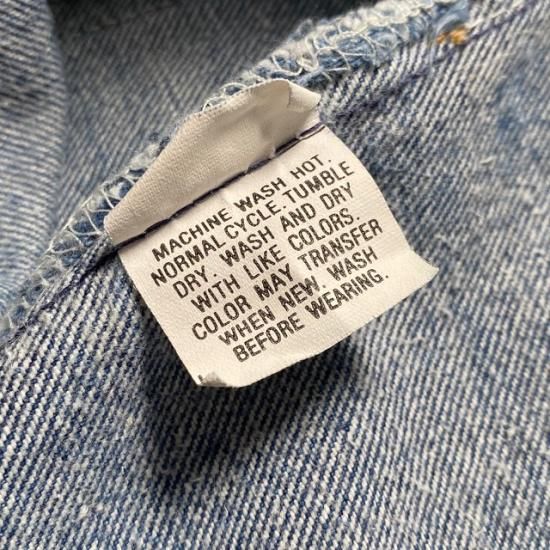 MACHINE WASH HOT,
NORMAL CYCLE. TUMBLE
DRY. WASH AND DRY
WITH LIKE COLORS.
COLOR MAY TRANSFER
WHEN NEW. WASH
BEFORE WEARING.